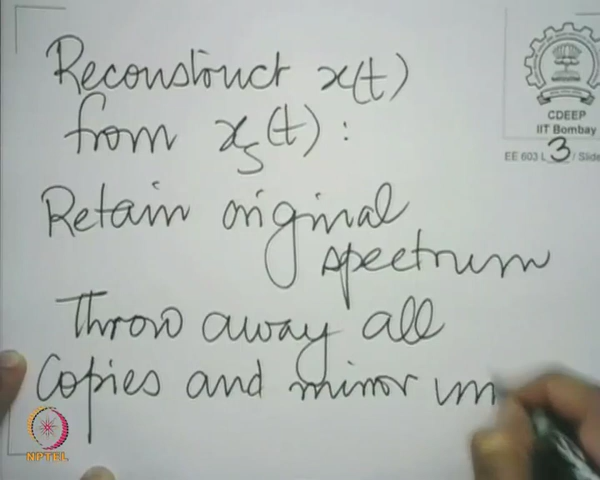 Reconstruct x(t)
from x_s(t) :
Retain original
spectrum
Throw away all
Copies and mirror im
CDEEP
IIT Bombay
EE 603 L 3 / Slide
NPTEL